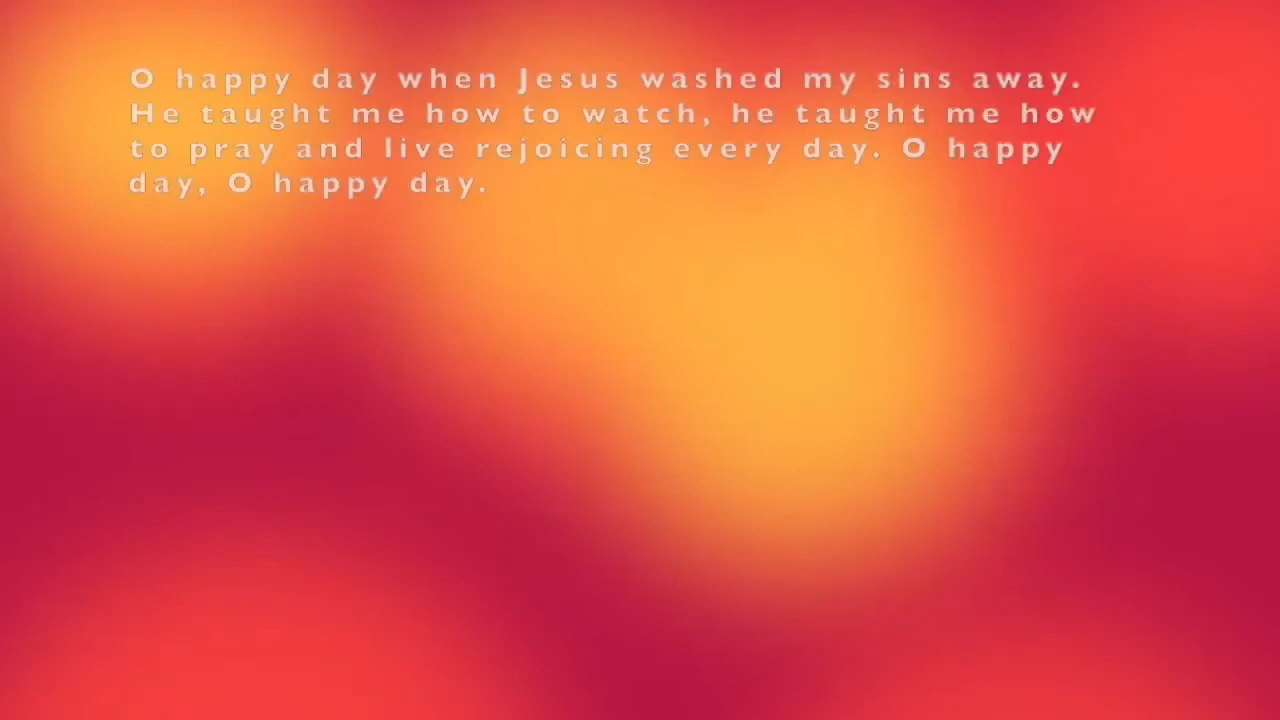 O happy day when Jesus washed my sins away.
He taught me how to watch, he taught me how
to pray and live rejoicing every day. O happy
day, O happy day.